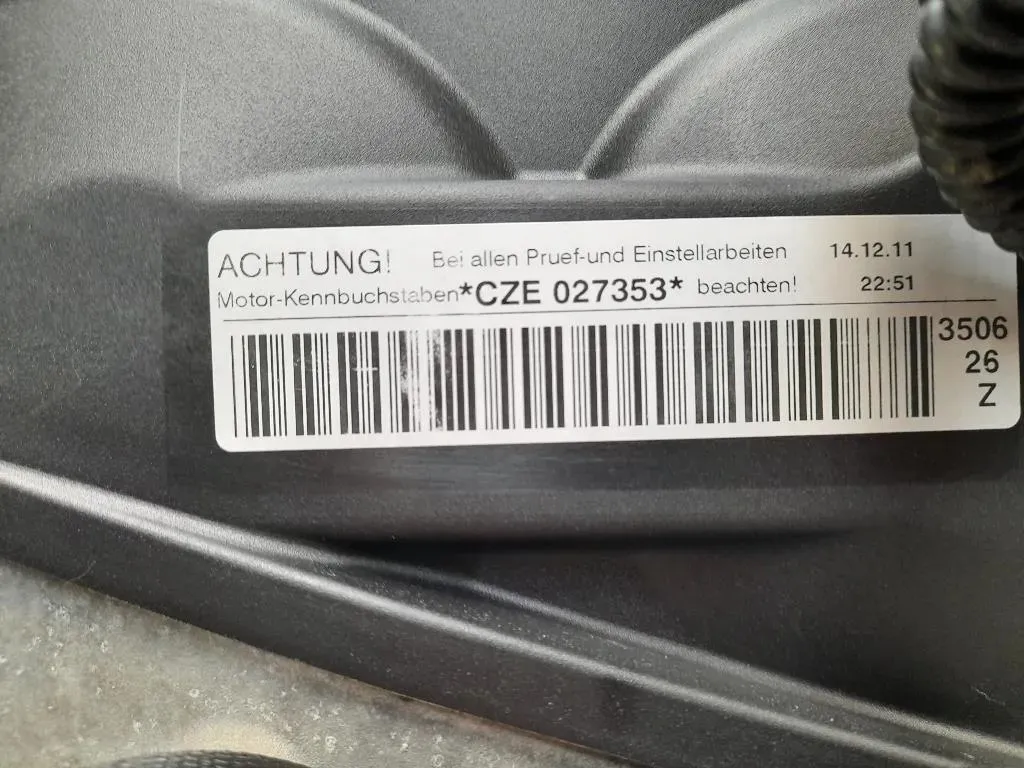 ACHTUNG! Bei allen Pruef-und Einstellarbeiten 14.12.11
Motor-Kennbuchstaben*CZE 027353* beachten! 22:51
3506
26
Z